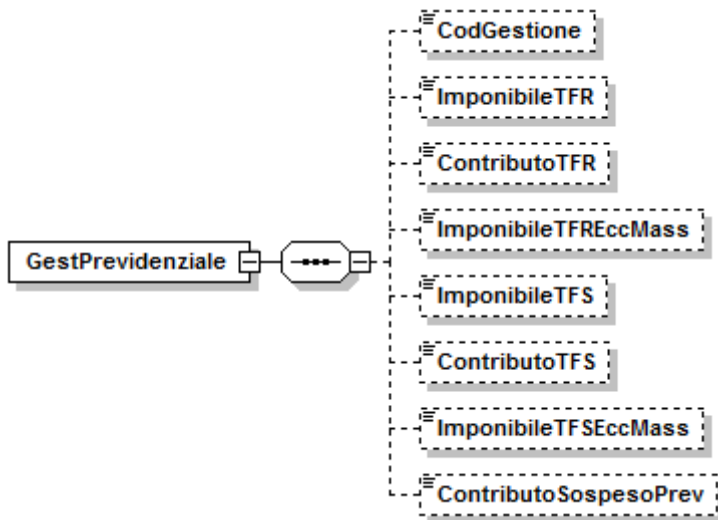 CodGestione
ImponibileTFR
ContributoTFR
ImponibileTFREccMass
GestPrevidenziale
ImponibileTFS
ContributoTFS
ImponibileTFSEccMass
ContributoSospesoPrev